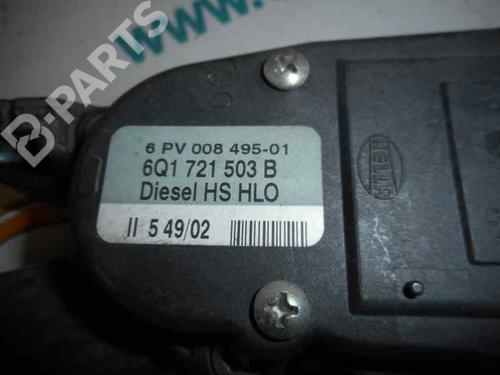 B-PARTS
6 PV 008 495-01
6Q1 721 503 B
Diesel HS HLO
II 5 49/02
HELLA